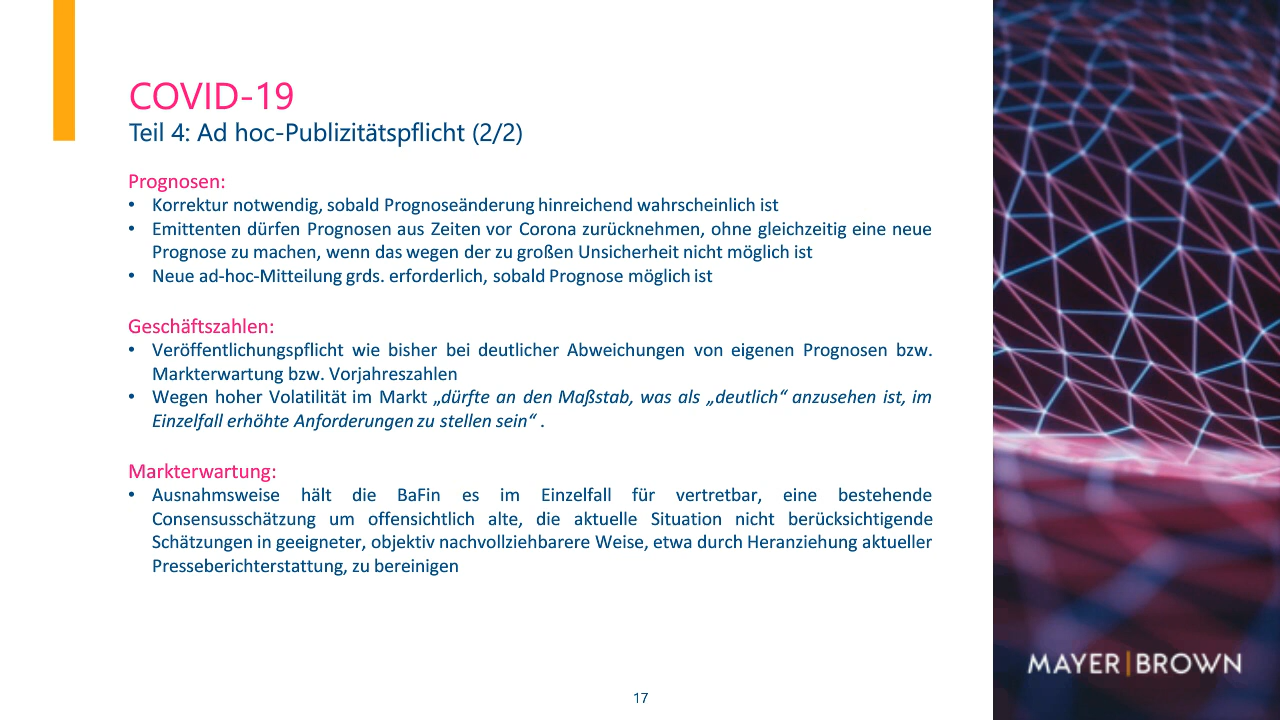 COVID-19
Teil 4: Ad hoc-Publizitätspflicht (2/2)
Prognosen:
• Korrektur notwendig, sobald Prognoseänderung hinreichend wahrscheinlich ist
• Emittenten dürfen Prognosen aus Zeiten vor Corona zurücknehmen, ohne gleichzeitig eine neue
Prognose zu machen, wenn das wegen der zu großen Unsicherheit nicht möglich ist
• Neue ad-hoc-Mitteilung grds. erforderlich, sobald Prognose möglich ist
Geschäftszahlen:
• Veröffentlichungspflicht wie bisher bei deutlicher Abweichungen von eigenen Prognosen bzw.
Markterwartung bzw. Vorjahreszahlen
• Wegen hoher Volatilität im Markt „dürfte an den Maßstab, was als „deutlich“ anzusehen ist, im
Einzelfall erhöhte Anforderungen zu stellen sein“ .
Markterwartung:
• Ausnahmsweise hält die BaFin es im Einzelfall für vertretbar, eine bestehende
Consensusschätzung um offensichtlich alte, die aktuelle Situation nicht berücksichtigende
Schätzungen in geeigneter, objektiv nachvollziehbarere Weise, etwa durch Heranziehung aktueller
Presseberichterstattung, zu bereinigen
MAYER|BROWN
17